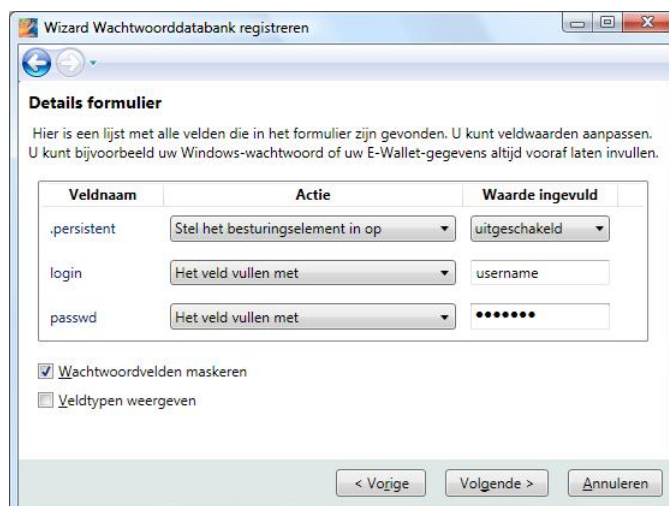 Wizard Wachtwoorddatabank registreren
Details formulier
Hier is een lijst met alle velden die in het formulier zijn gevonden. U kunt veldwaarden aanpassen.
U kunt bijvoorbeeld uw Windows-wachtwoord of uw E-Wallet-gegevens altijd vooraf laten invullen.
Veldnaam Actie Waarde ingevuld
.persistent Stel het besturingselement in op uitgeschakeld
login Het veld vullen met username
passwd Het veld vullen met •••••••
Wachtwoordvelden maskeren
Veldtypen weergeven
< Vorige Volgende > Annuleren